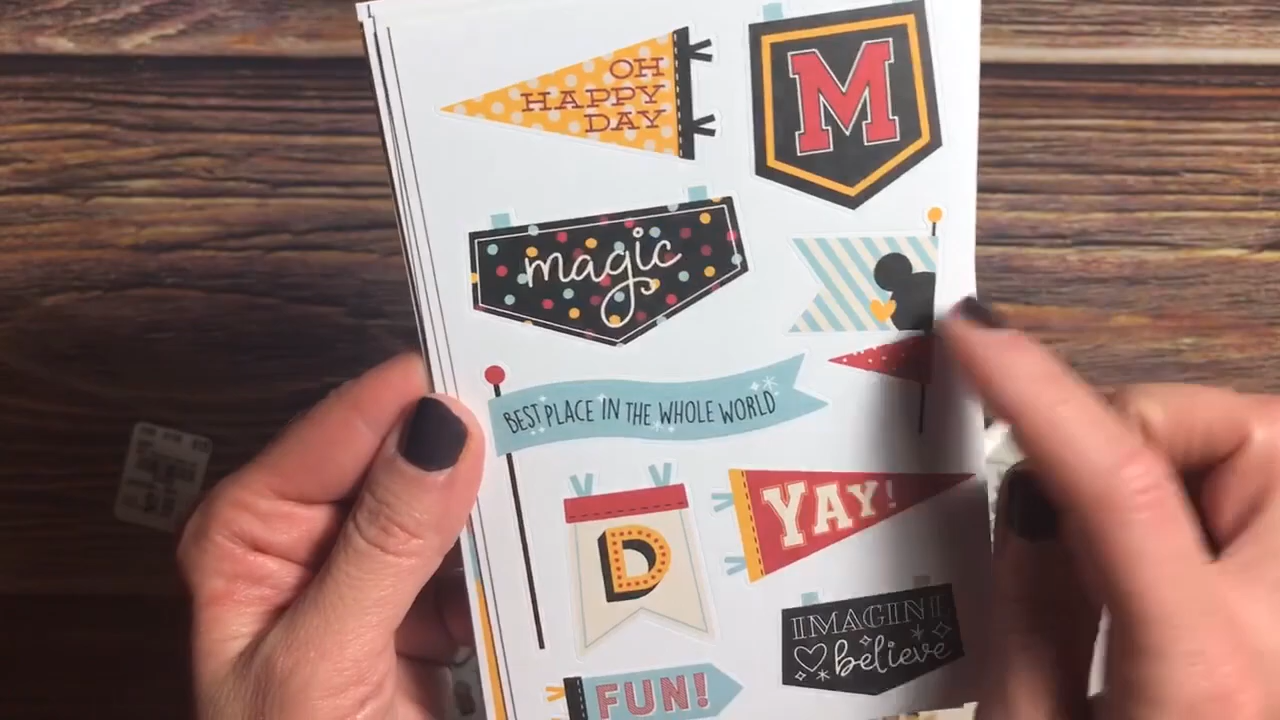 OH
HAPPY
DAY
M
magic
BEST PLACE IN THE WHOLE WORLD
D
YAY!
IMAGINE
believe
FUN!